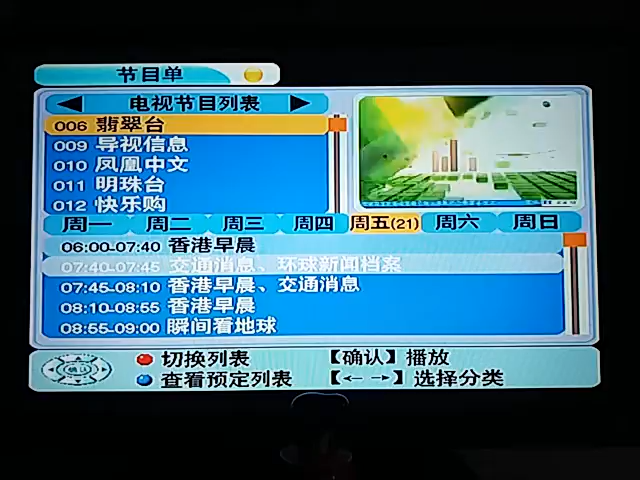 节目单
电视节目列表
006 翡翠台
009 导视信息
010 凤凰中文
011 明珠台
012 快乐购
周一 周二 周三 周四 周五(21) 周六 周日
06:00-07:40 香港早晨
07:40-07:45 交通消息、环球新闻档案
07:45-08:10 香港早晨、交通消息
08:10-08:55 香港早晨
08:55-09:00 瞬间看地球
确认 切换列表 【确认】播放
查看预定列表 【←→】选择分类